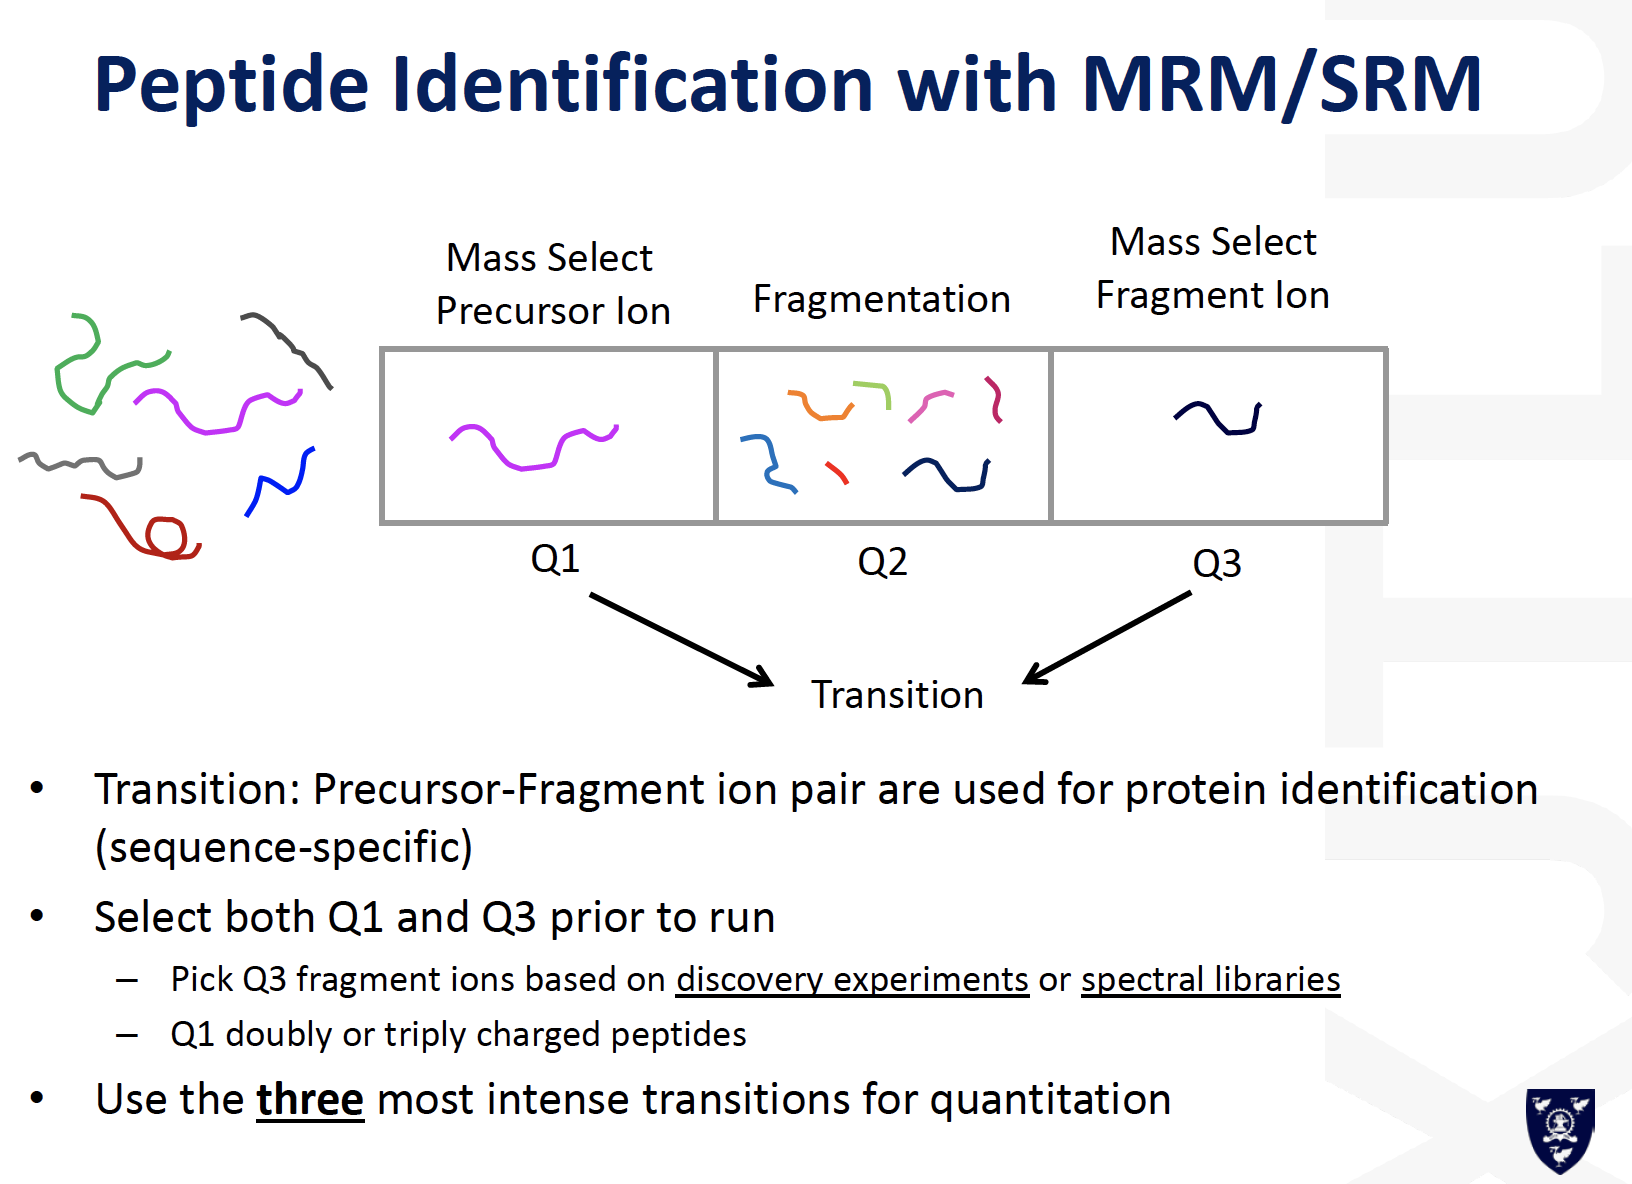 Peptide Identification with MRM/SRM
Mass Select
Precursor Ion
Fragmentation
Mass Select
Fragment Ion
Q1
Q2
Q3
Transition
• Transition: Precursor-Fragment ion pair are used for protein identification
(sequence-specific)
• Select both Q1 and Q3 prior to run
– Pick Q3 fragment ions based on discovery experiments or spectral libraries
– Q1 doubly or triply charged peptides
• Use the three most intense transitions for quantitation